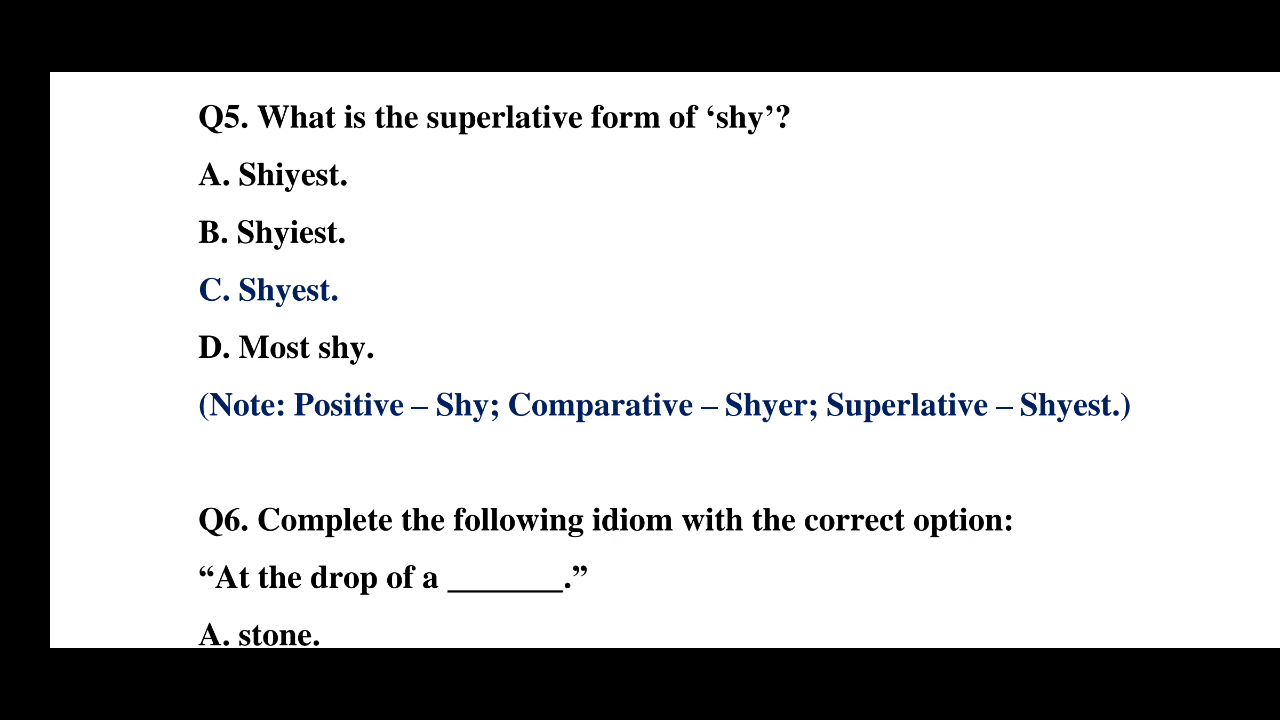 Q5. What is the superlative form of ‘shy’?
A. Shiyest.
B. Shyiest.
C. Shyest.
D. Most shy.
(Note: Positive – Shy; Comparative – Shyer; Superlative – Shyest.)
Q6. Complete the following idiom with the correct option:
“At the drop of a _______.”
A. stone.